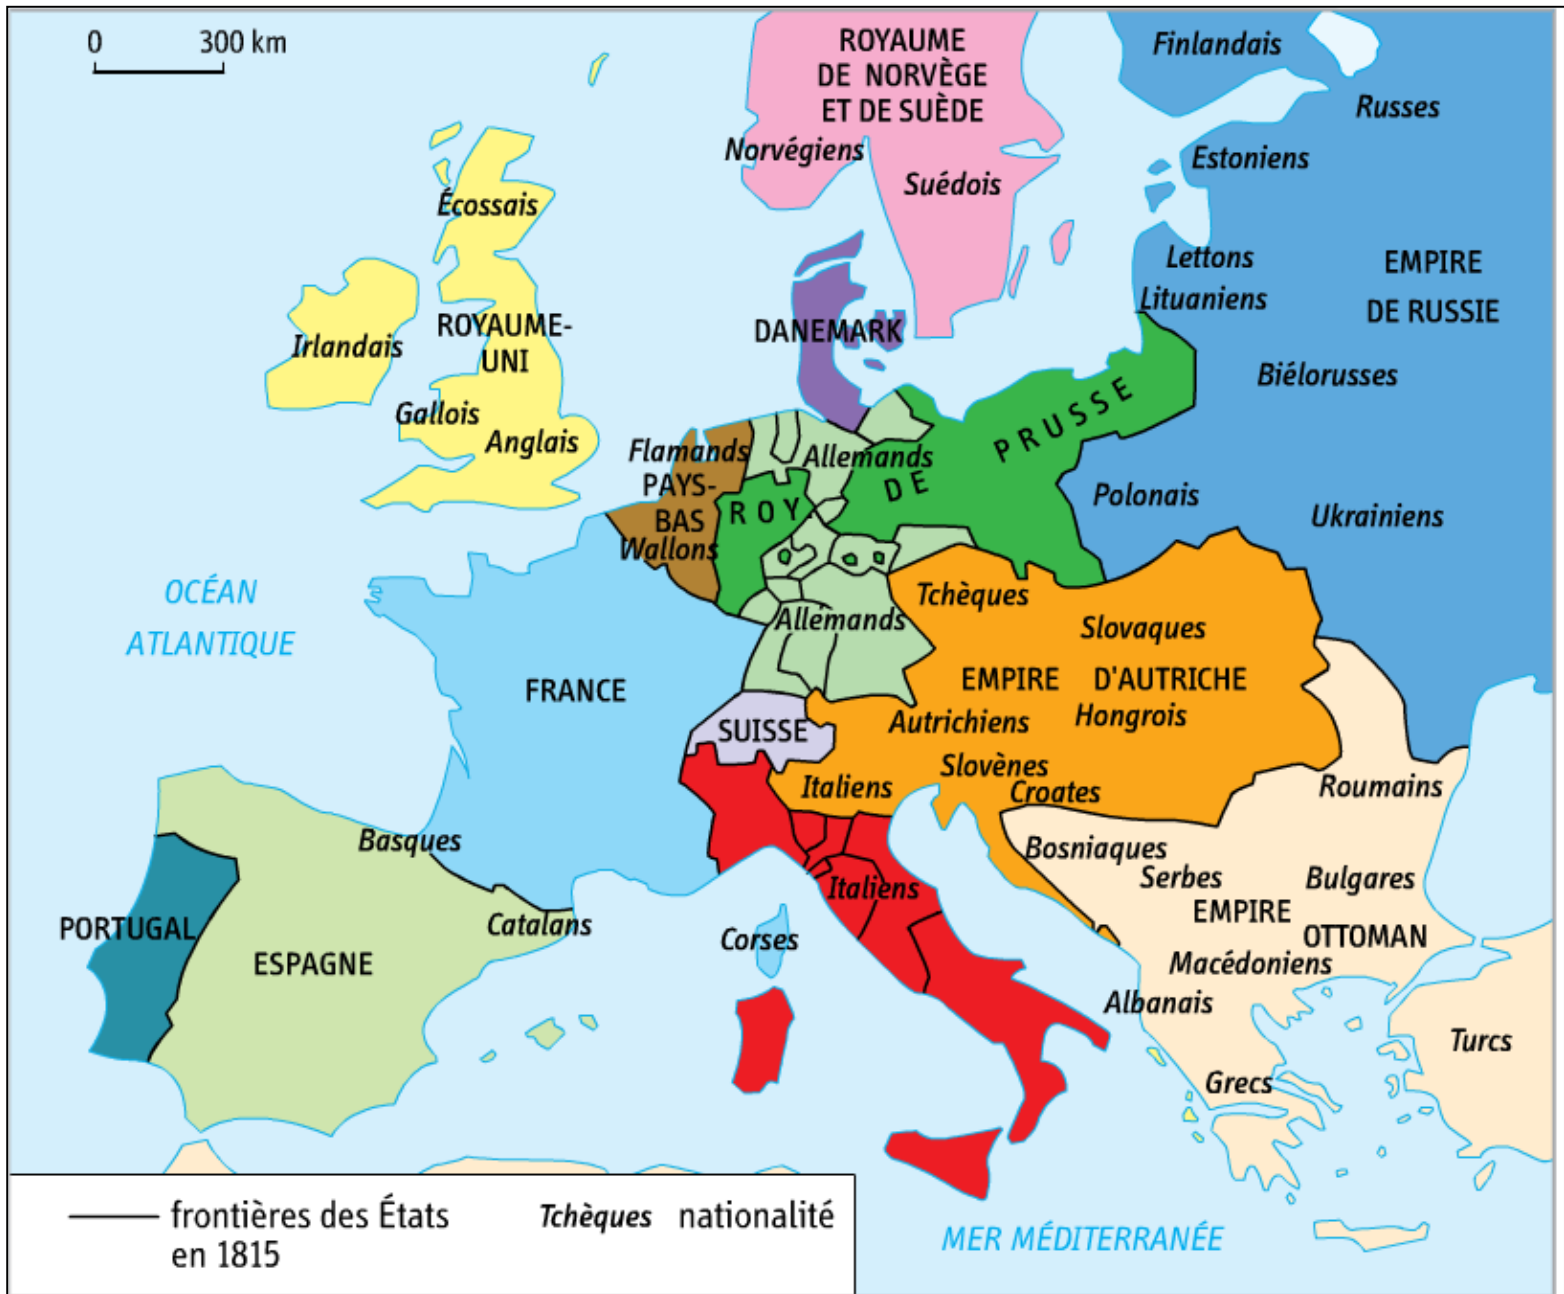 0 300 km
ROYAUME
DE NORVÈGE
ET DE SUÈDE
Finlandais
Russes
Norvégiens
Estoniens
Suédois
Écossais
Lettons
EMPIRE
Lituaniens
DE RUSSIE
ROYAUME-
UNI
DANEMARK
Irlandais
Biélorusses
Gallois
Anglais
Flamands
Allemands
PAYS-
BAS
Wallons
ROY. DE PRUSSE
Polonais
Ukrainiens
OCÉAN
ATLANTIQUE
Tchèques
Allemands
Slovaques
FRANCE
EMPIRE D'AUTRICHE
SUISSE
Autrichiens
Hongrois
Slovènes
Italiens
Croates
Roumains
Basques
Bosniaques
Serbes
Bulgares
Italiens
EMPIRE
OTTOMAN
PORTUGAL
Catalans
Corses
ESPAGNE
Macédoniens
Albanais
Turcs
Grecs
frontières des États
en 1815
Tchèques nationalité
MER MÉDITERRANÉE